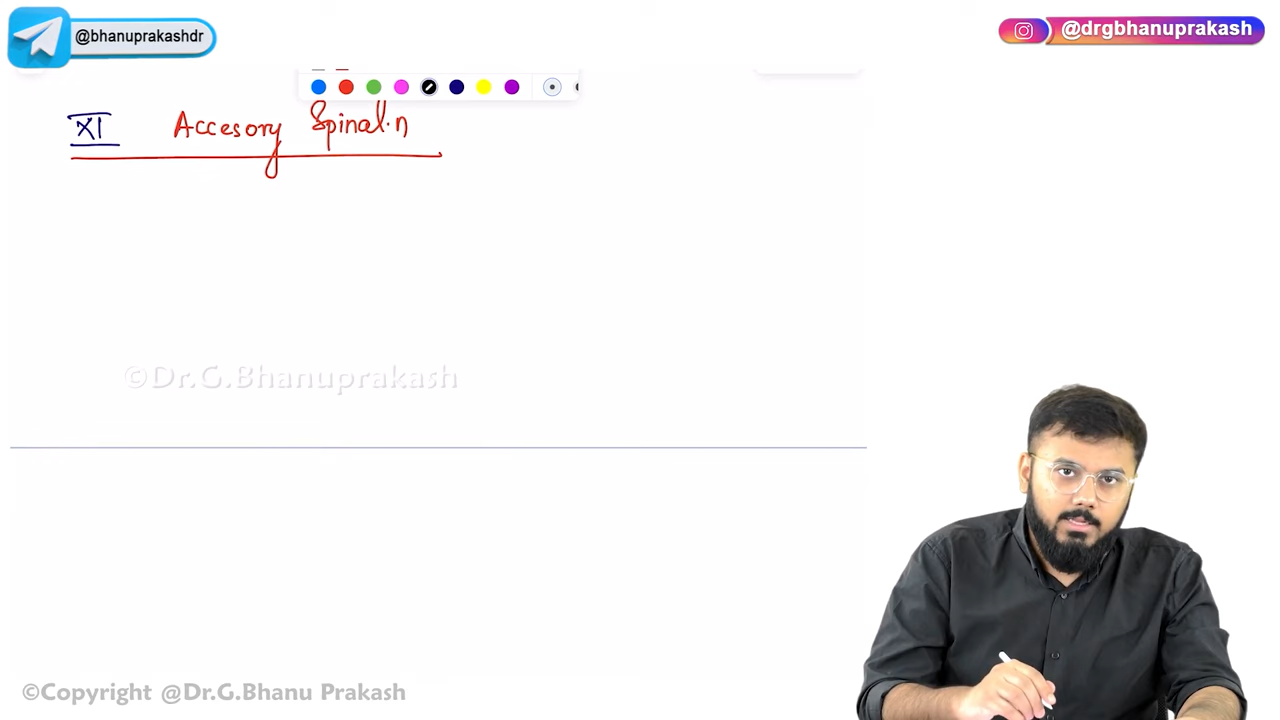 @bhanuprakashdr
@drgbhanuprakash
XI Accesory Spinal.n
©Dr.G.Bhanuprakash
©Copyright @Dr.G.Bhanu Prakash